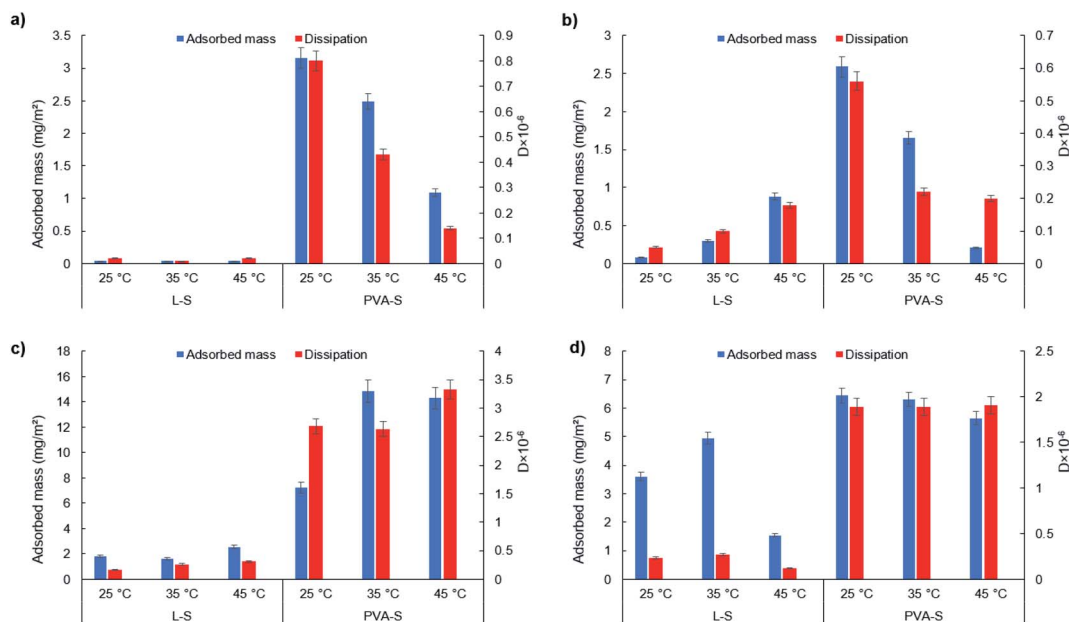 a)
Adsorbed mass Dissipation
Adsorbed mass (mg/m²)
3.5
3
2.5
2
1.5
1
0.5
0
0.9
0.8
0.7
0.6
0.5
0.4
0.3
0.2
0.1
0
D×10⁻⁶
25 °C 35 °C 45 °C 25 °C 35 °C 45 °C
L-S PVA-S
b)
Adsorbed mass Dissipation
Adsorbed mass (mg/m²)
3
2.5
2
1.5
1
0.5
0
0.7
0.6
0.5
0.4
0.3
0.2
0.1
0
D×10⁻⁶
25 °C 35 °C 45 °C 25 °C 35 °C 45 °C
L-S PVA-S
c)
Adsorbed mass Dissipation
Adsorbed mass (mg/m²)
18
16
14
12
10
8
6
4
2
0
4
3.5
3
2.5
2
1.5
1
0.5
0
D×10⁻⁶
25 °C 35 °C 45 °C 25 °C 35 °C 45 °C
L-S PVA-S
d)
Adsorbed mass Dissipation
Adsorbed mass (mg/m²)
8
7
6
5
4
3
2
1
0
2.5
2
1.5
1
0.5
0
D×10⁻⁶
25 °C 35 °C 45 °C 25 °C 35 °C 45 °C
L-S PVA-S